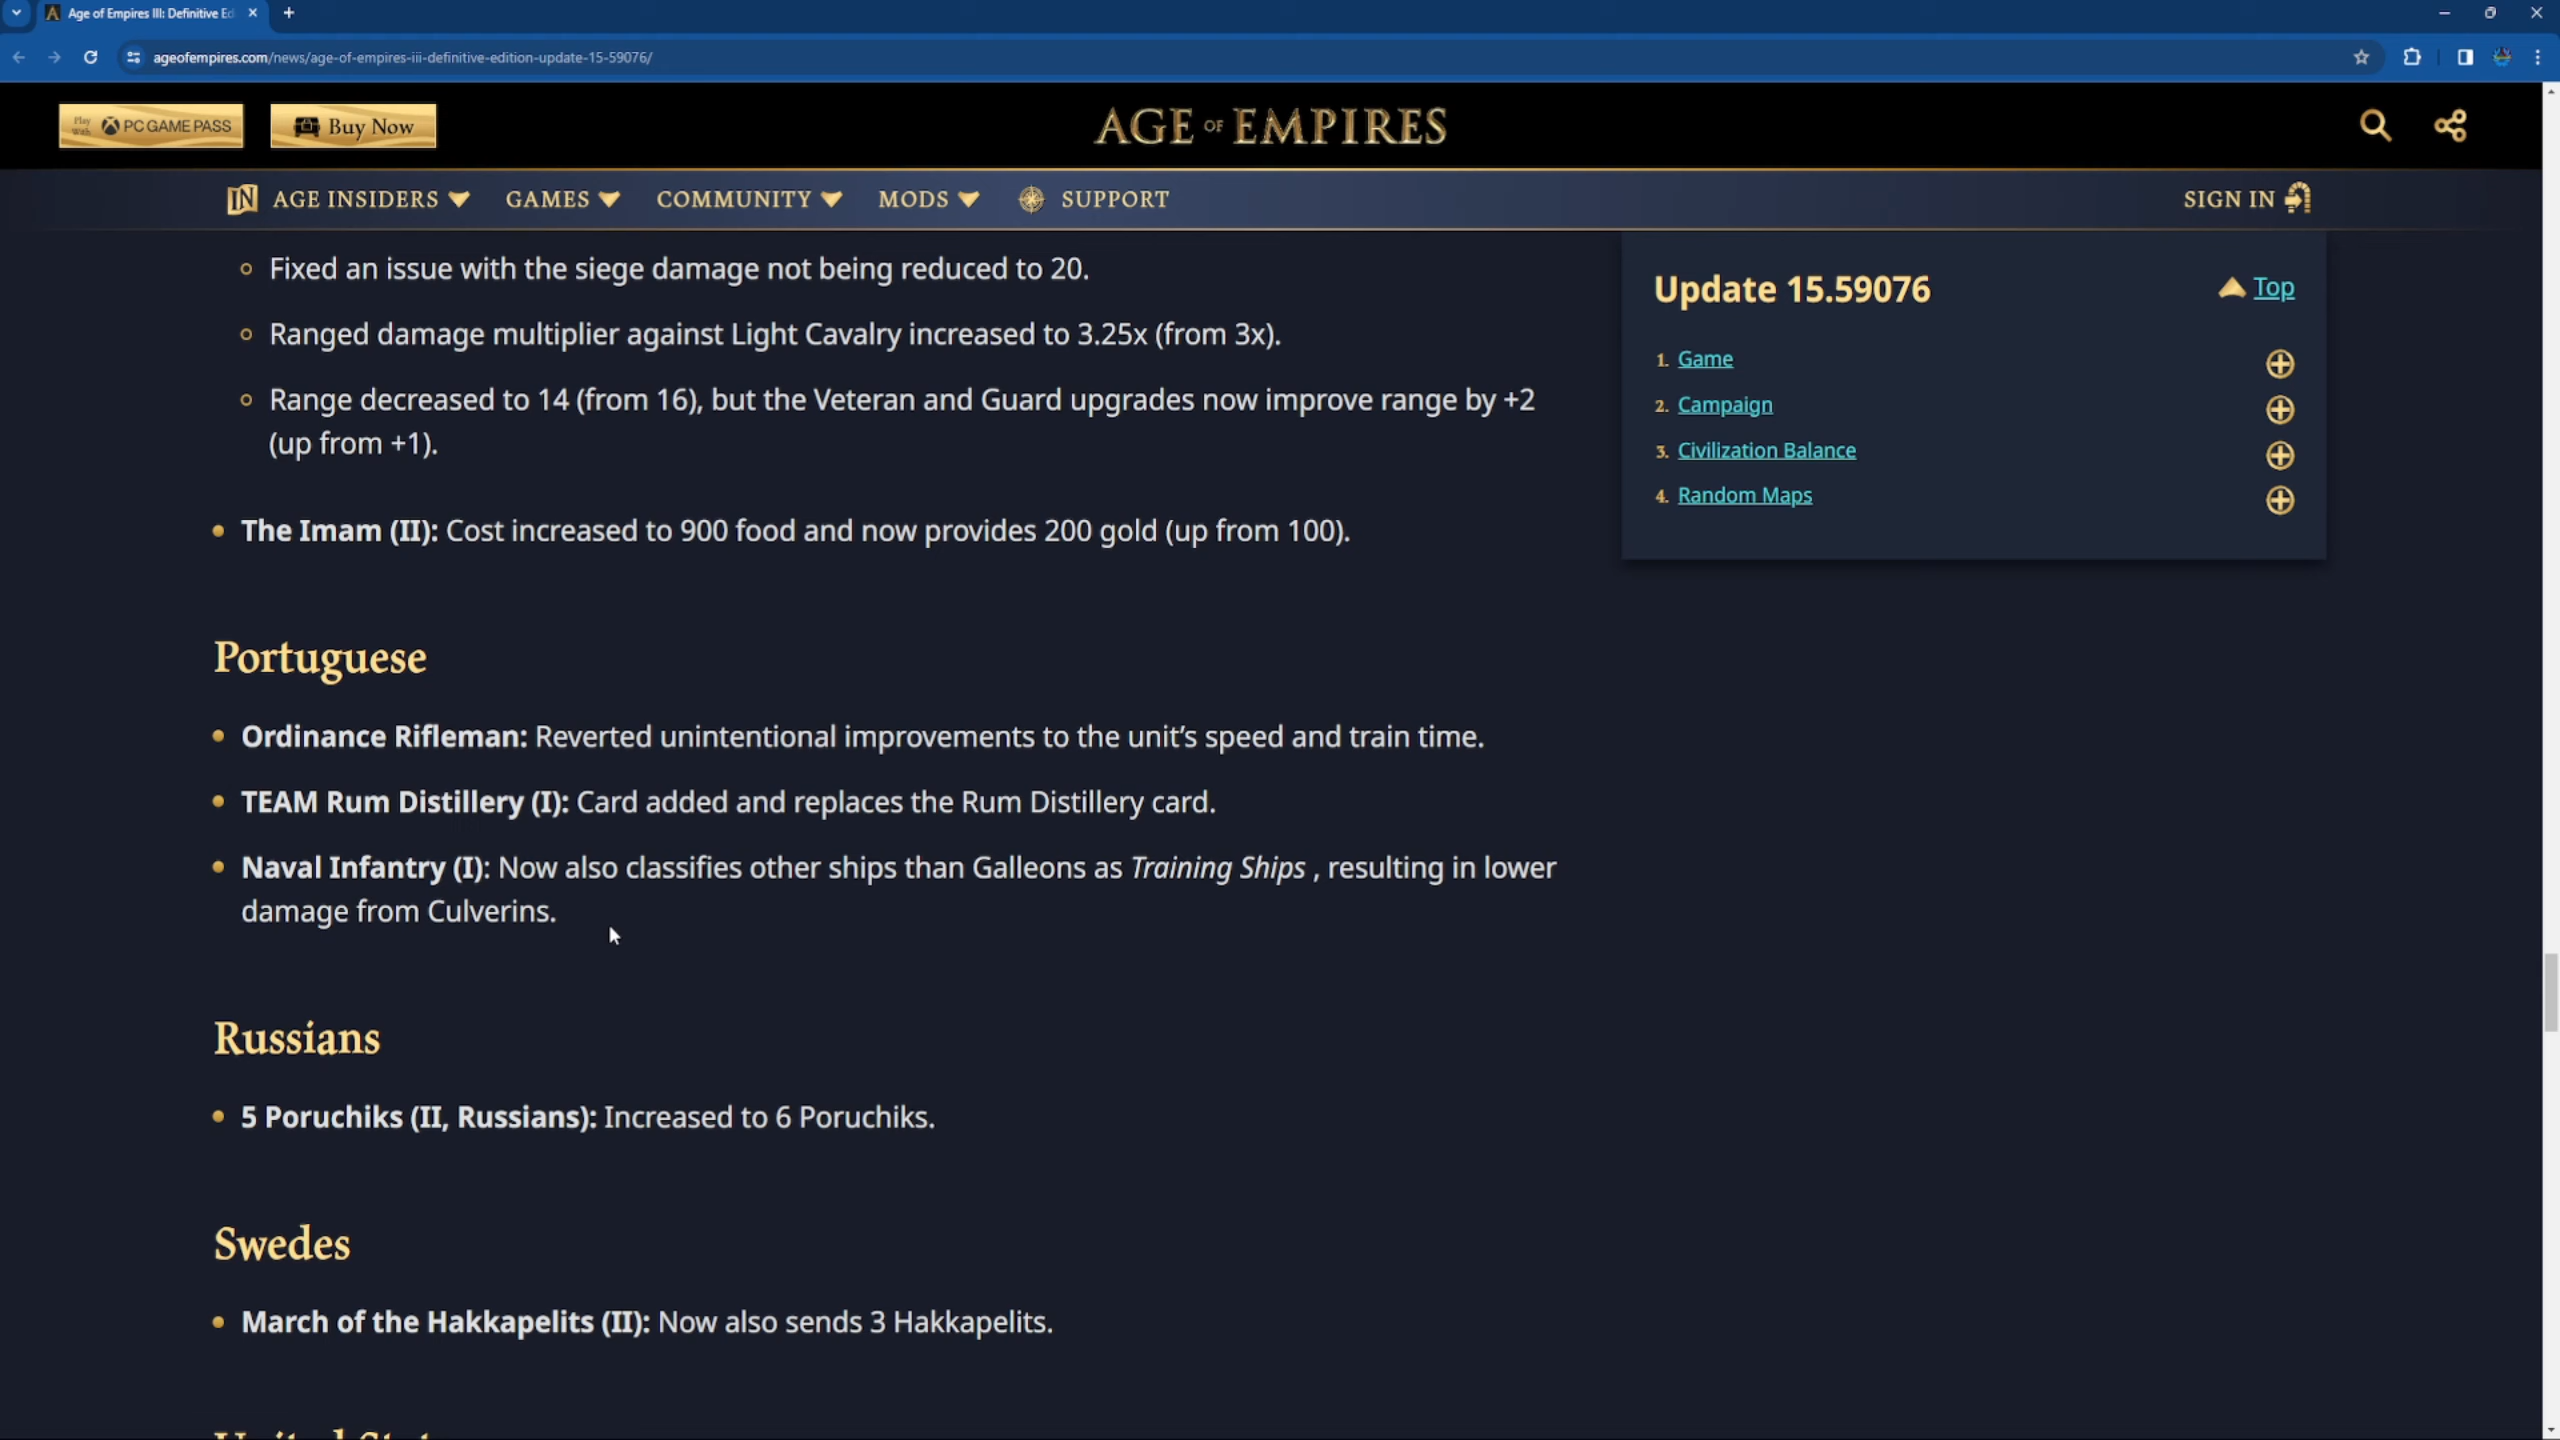 Age of Empires III: Definitive Ed
ageofempires.com/news/age-of-empires-iii-definitive-edition-update-15-59076/
Play With PC GAME PASS
Buy Now
AGE OF EMPIRES
IN AGE INSIDERS
GAMES
COMMUNITY
MODS
SUPPORT
SIGN IN
Fixed an issue with the siege damage not being reduced to 20.
Ranged damage multiplier against Light Cavalry increased to 3.25x (from 3x).
Range decreased to 14 (from 16), but the Veteran and Guard upgrades now improve range by +2
(up from +1).
The Imam (II): Cost increased to 900 food and now provides 200 gold (up from 100).
Portuguese
Ordinance Rifleman: Reverted unintentional improvements to the unit's speed and train time.
TEAM Rum Distillery (I): Card added and replaces the Rum Distillery card.
Naval Infantry (I): Now also classifies other ships than Galleons as Training Ships , resulting in lower
damage from Culverins.
Russians
5 Poruchiks (II, Russians): Increased to 6 Poruchiks.
Swedes
March of the Hakkapelits (II): Now also sends 3 Hakkapelits.
Update 15.59076
Top
1. Game
2. Campaign
3. Civilization Balance
4. Random Maps